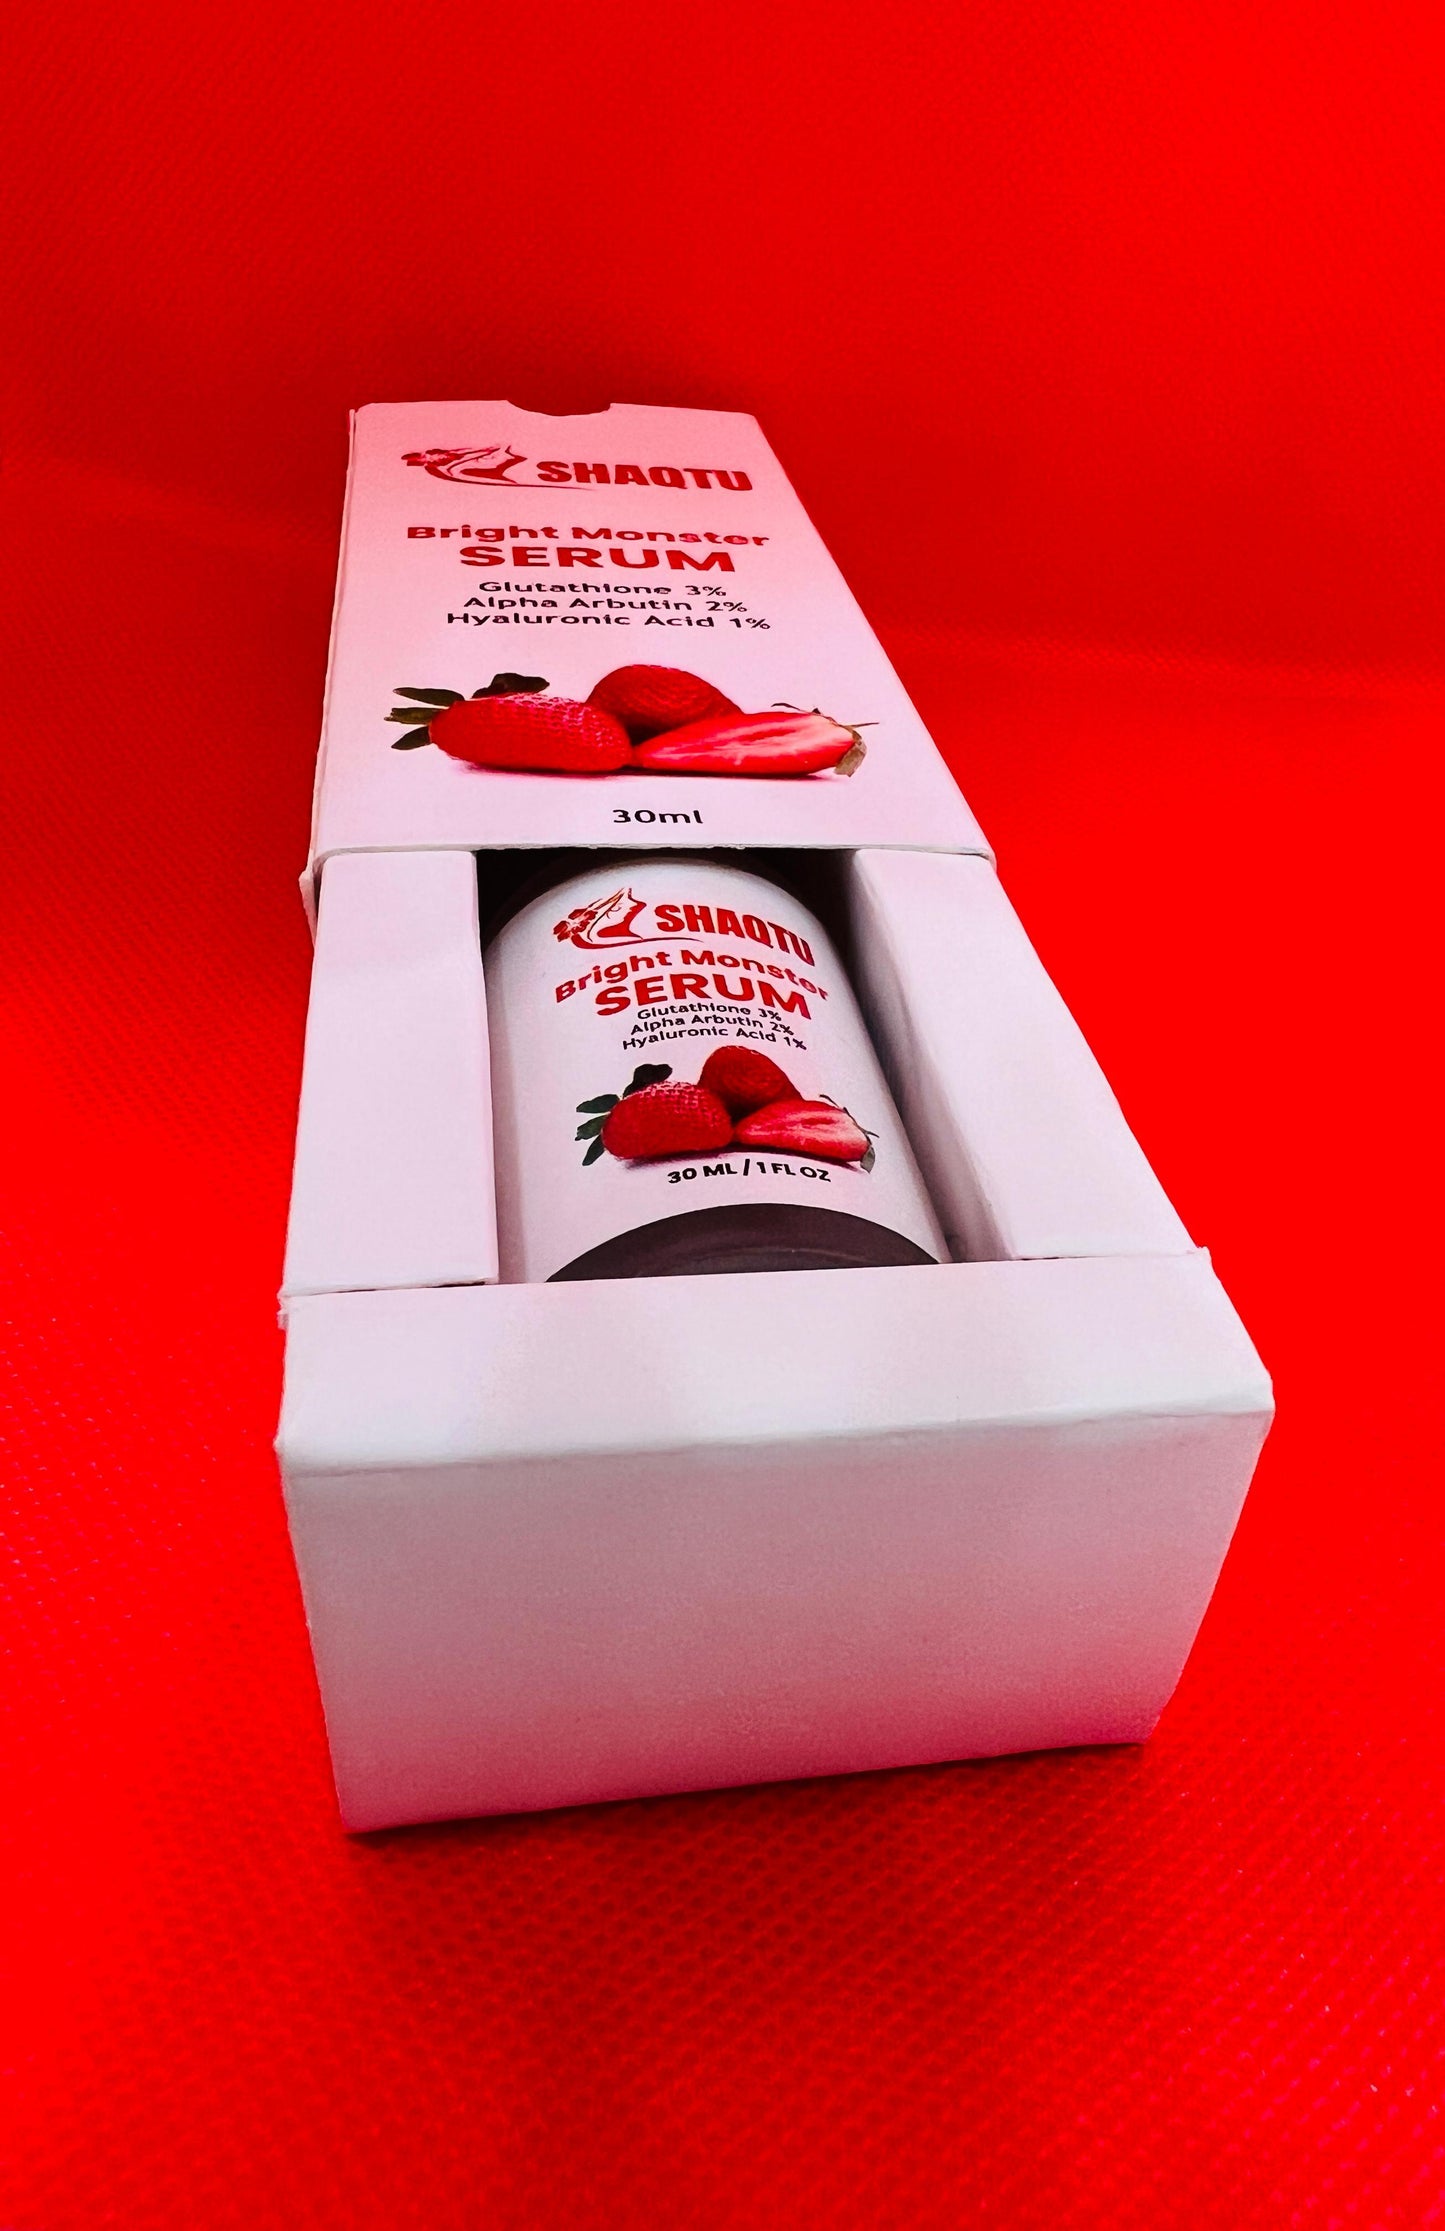 SHAQTU
Bright Monster
SERUM
Glutathione 3%
Alpha Arbutin 2%
Hyaluronic Acid 1%
30ml
SHAQTU
Bright Monster
SERUM
Glutathione 3%
Alpha Arbutin 2%
Hyaluronic Acid 1%
30 ML / 1 FL OZ